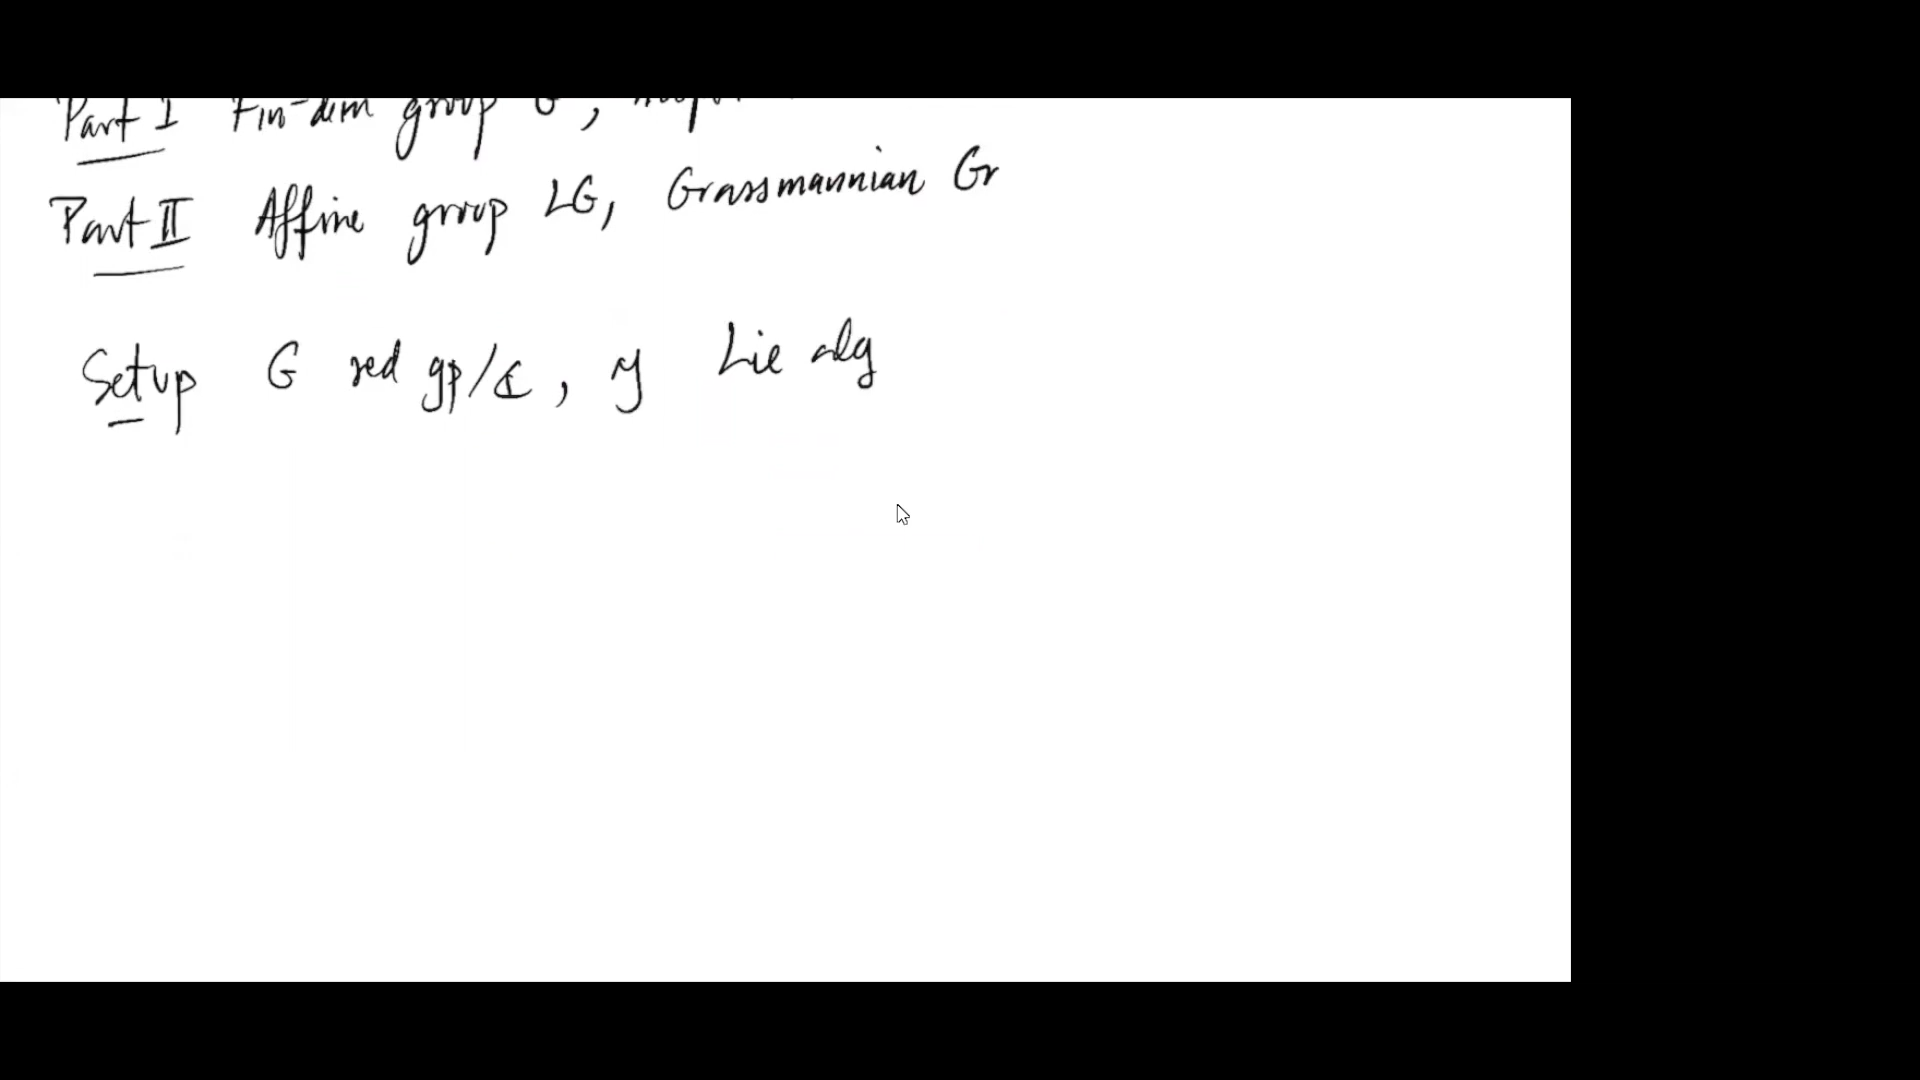 Part I Fin-dim group G,
Part II Affine group LG, Grassmannian Gr
Setup G red gp/ℂ, 𝔤 Lie alg